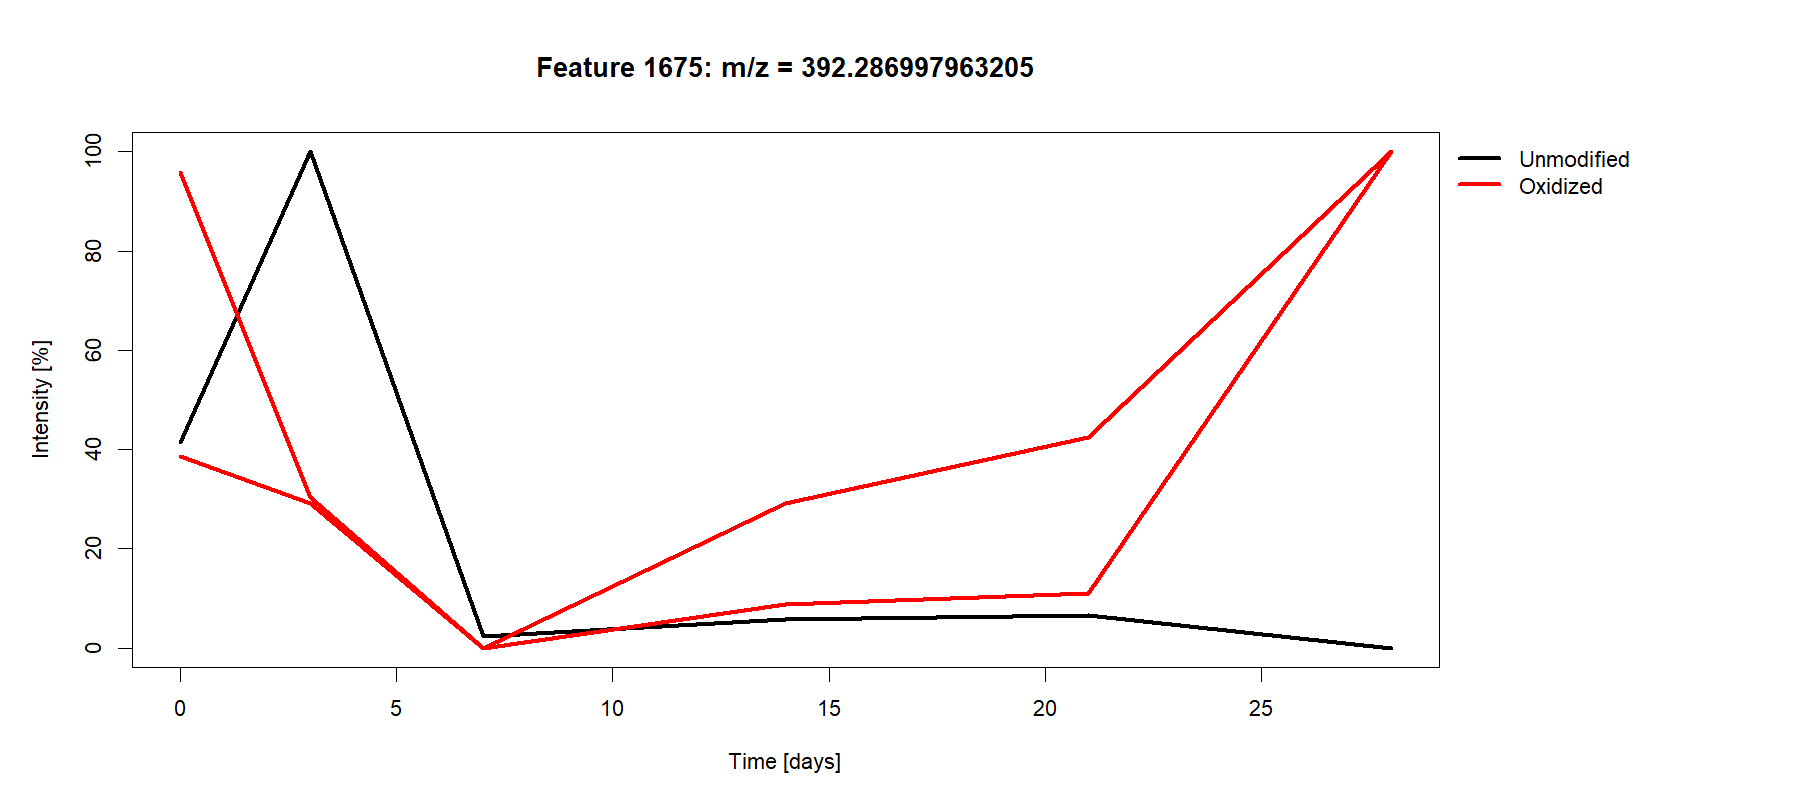 Feature 1675: m/z = 392.286997963205
Unmodified
Oxidized
Intensity [%]
100
80
60
40
20
0
0 5 10 15 20 25
Time [days]